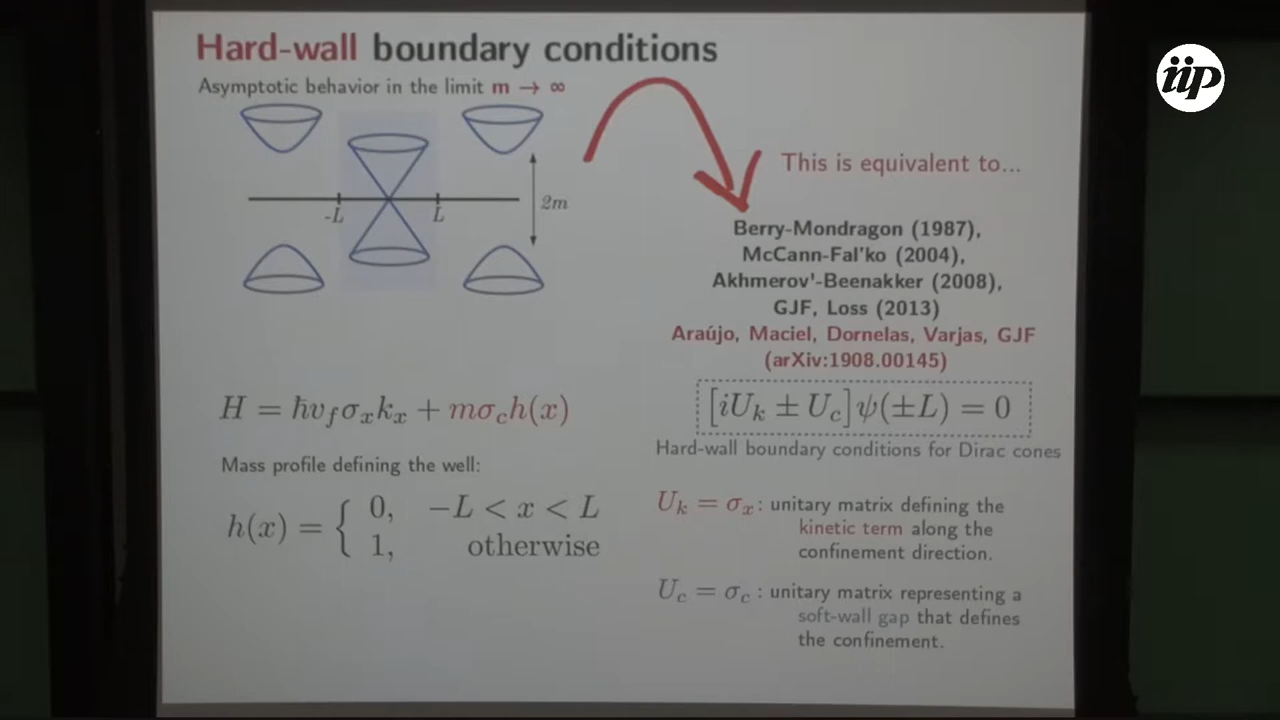 Hard-wall boundary conditions
Asymptotic behavior in the limit m → ∞
-L
L
2m
H = ħv_f σ_x k_x + mσ_c h(x)
Mass profile defining the well:
h(x) = { 0, −L < x < L
1, otherwise
This is equivalent to...
Berry-Mondragon (1987),
McCann-Fal'ko (2004),
Akhmerov'-Beenakker (2008),
GJF, Loss (2013)
Araújo, Maciel, Dornelas, Varjas, GJF
(arXiv:1908.00145)
[iU_k ± U_c]ψ(±L) = 0
Hard-wall boundary conditions for Dirac cones
U_k = σ_x : unitary matrix defining the
kinetic term along the
confinement direction.
U_c = σ_c : unitary matrix representing a
soft-wall gap that defines
the confinement.
iip